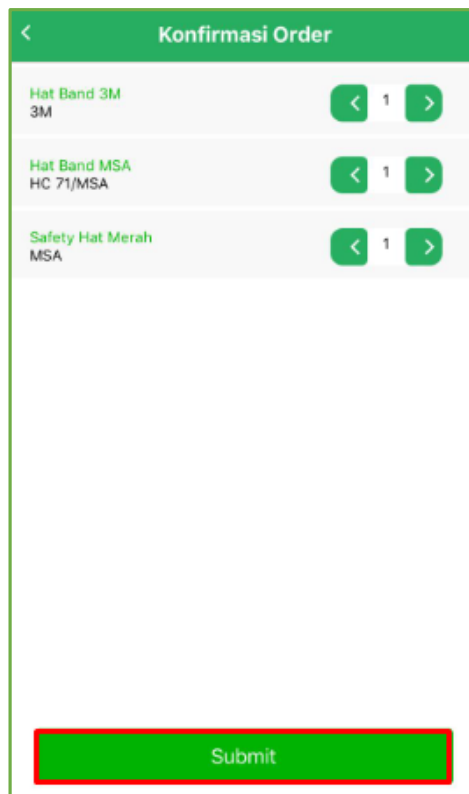 Konfirmasi Order
Hat Band 3M
3M
1
Hat Band MSA
HC 71/MSA
1
Safety Hat Merah
MSA
1
Submit